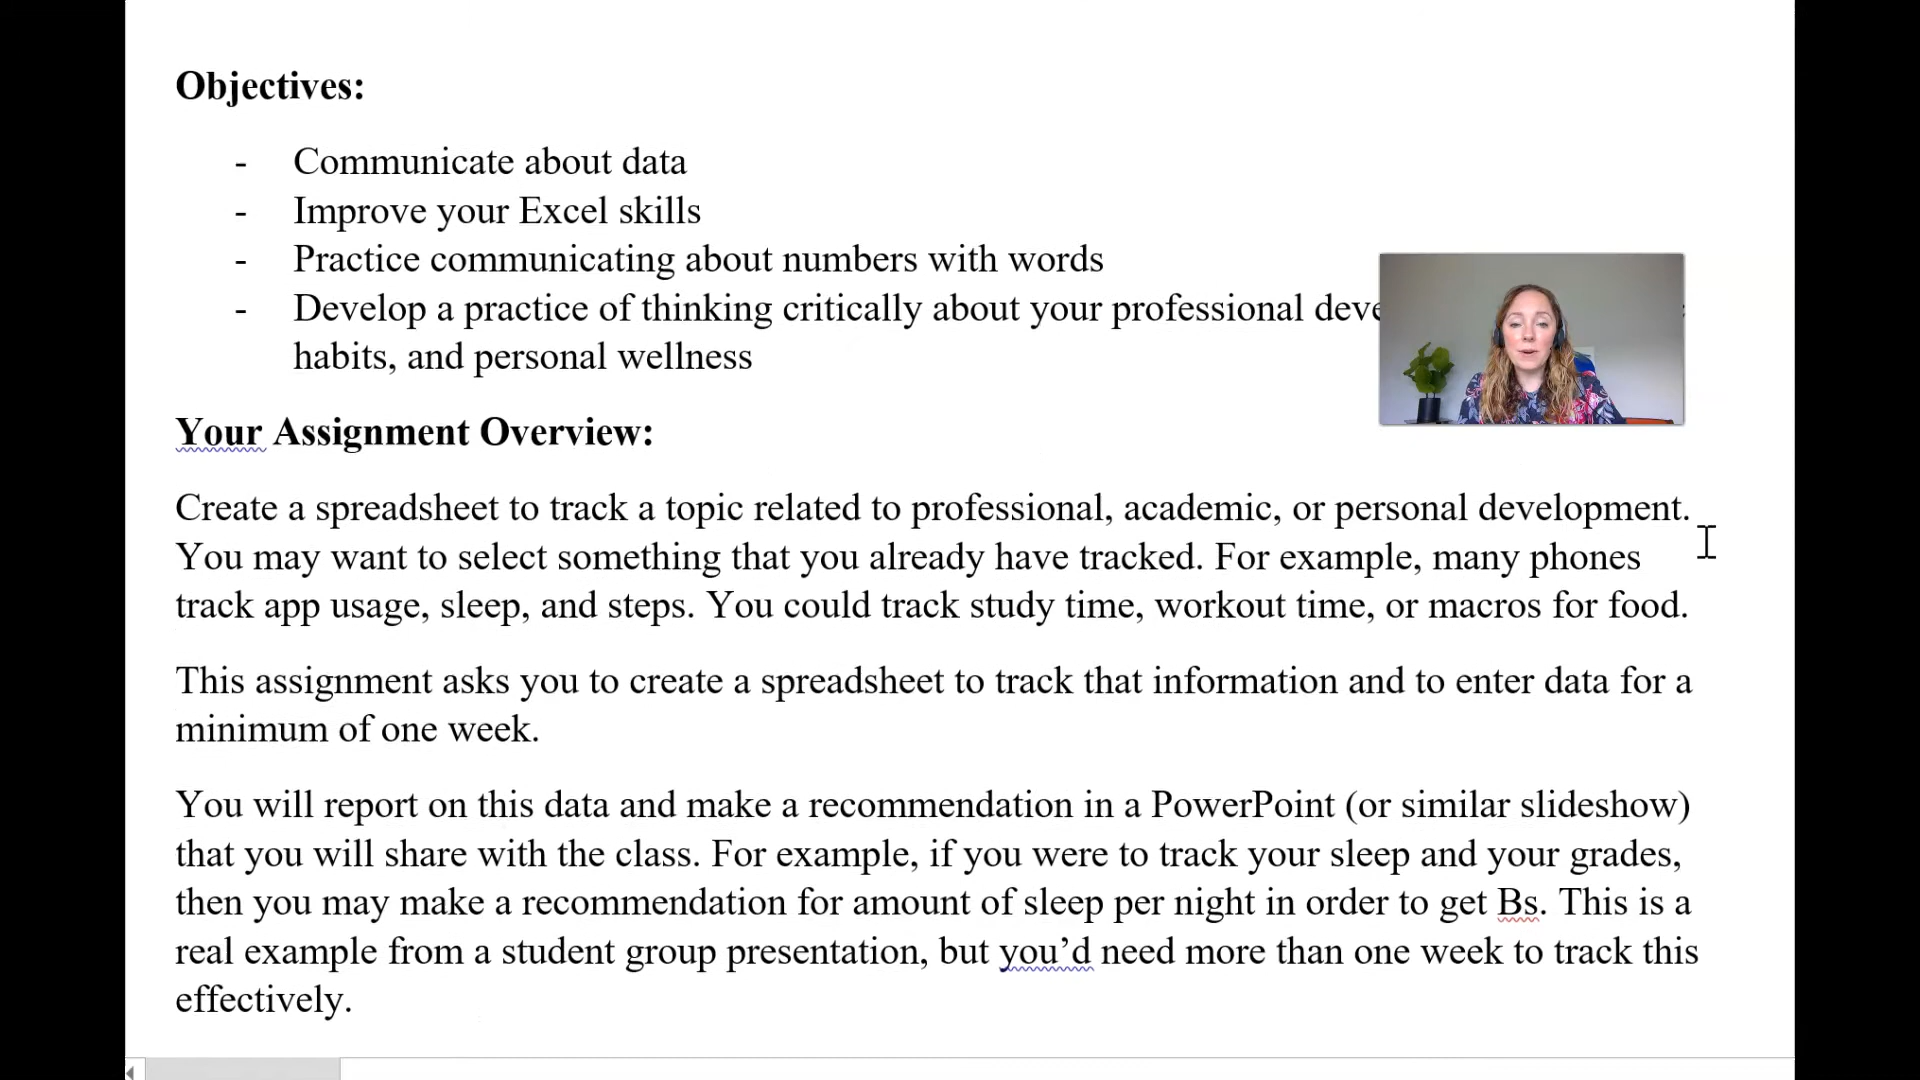 Objectives:
- Communicate about data
- Improve your Excel skills
- Practice communicating about numbers with words
- Develop a practice of thinking critically about your professional
habits, and personal wellness
Your Assignment Overview:
Create a spreadsheet to track a topic related to professional, academic, or personal development.
You may want to select something that you already have tracked. For example, many phones
track app usage, sleep, and steps. You could track study time, workout time, or macros for food.
This assignment asks you to create a spreadsheet to track that information and to enter data for a
minimum of one week.
You will report on this data and make a recommendation in a PowerPoint (or similar slideshow)
that you will share with the class. For example, if you were to track your sleep and your grades,
then you may make a recommendation for amount of sleep per night in order to get Bs. This is a
real example from a student group presentation, but you’d need more than one week to track this
effectively.